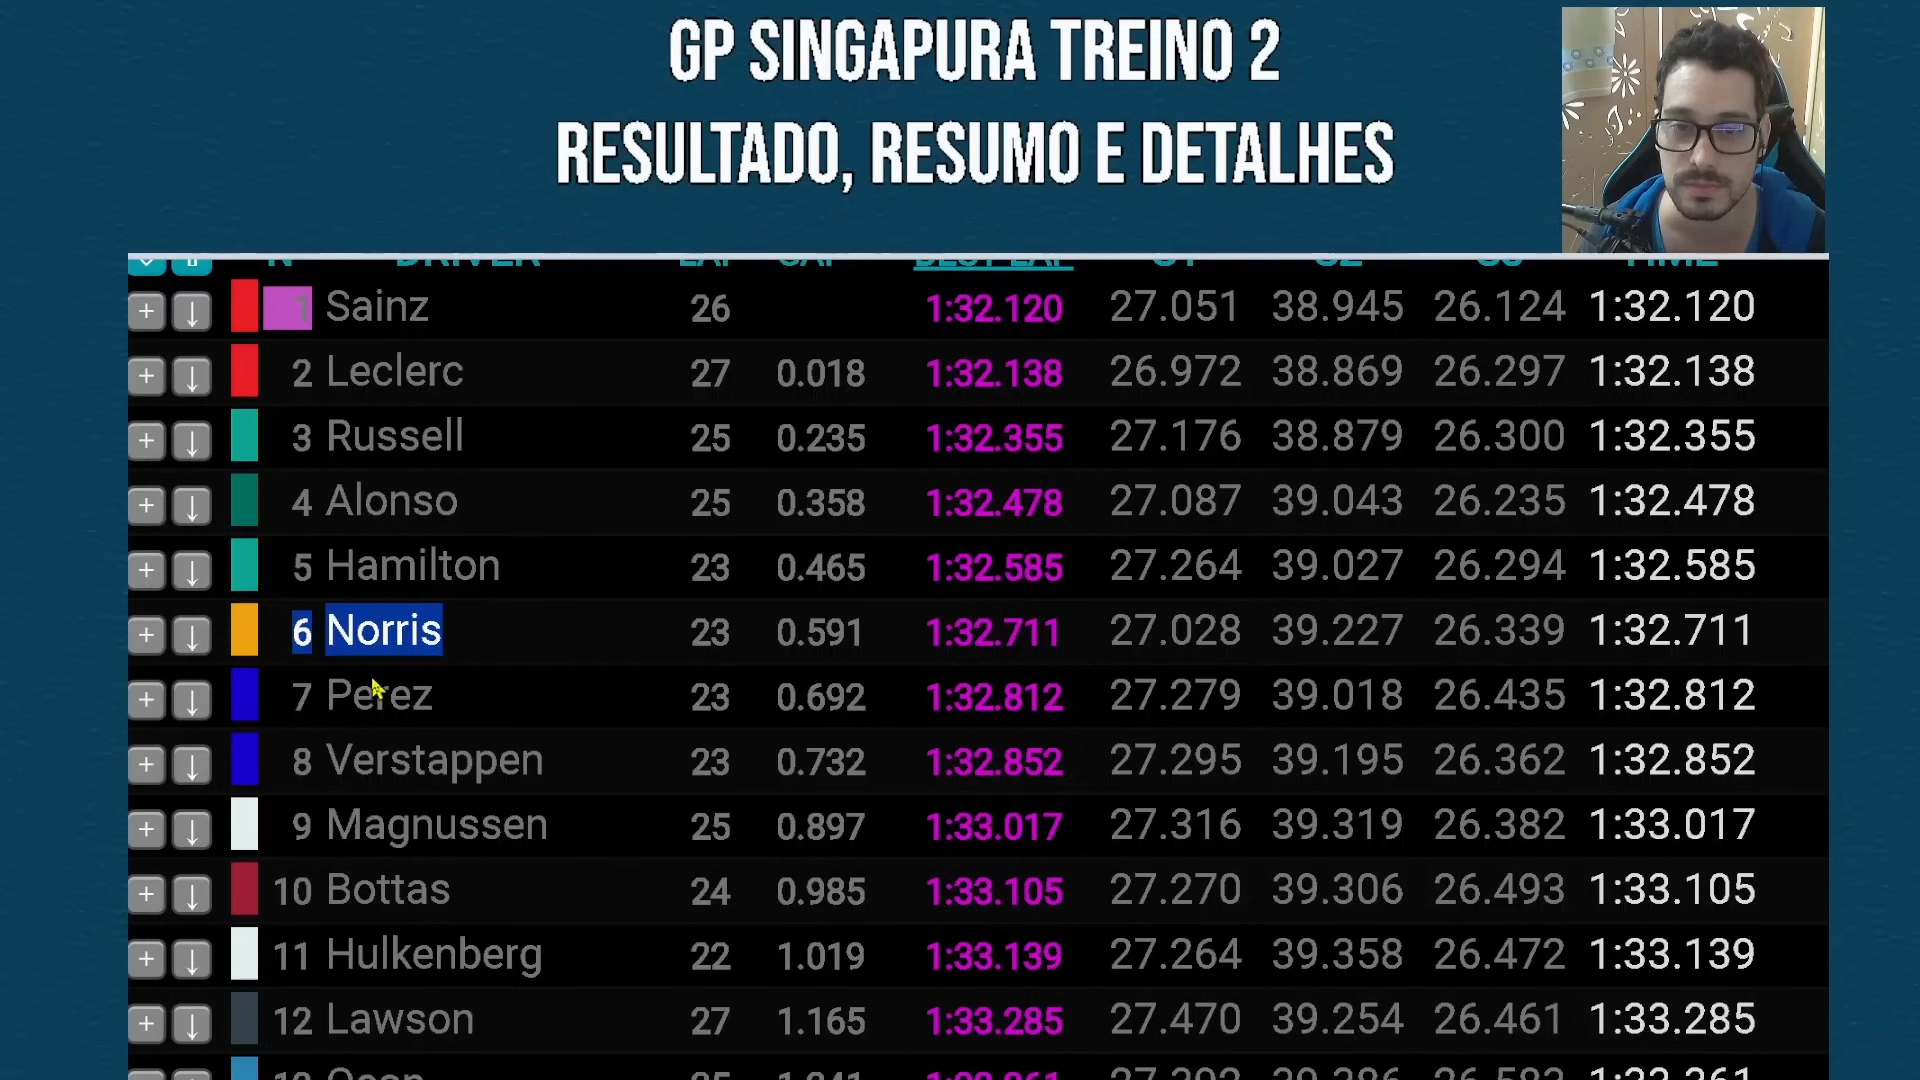 GP SINGAPURA TREINO 2
RESULTADO, RESUMO E DETALHES
N DRIVER LAP GAP BEST LAP S1 S2 S3 TIME
+ ↓ 1 Sainz 26 1:32.120 27.051 38.945 26.124 1:32.120
+ ↓ 2 Leclerc 27 0.018 1:32.138 26.972 38.869 26.297 1:32.138
+ ↓ 3 Russell 25 0.235 1:32.355 27.176 38.879 26.300 1:32.355
+ ↓ 4 Alonso 25 0.358 1:32.478 27.087 39.043 26.235 1:32.478
+ ↓ 5 Hamilton 23 0.465 1:32.585 27.264 39.027 26.294 1:32.585
+ ↓ 6 Norris 23 0.591 1:32.711 27.028 39.227 26.339 1:32.711
+ ↓ 7 Perez 23 0.692 1:32.812 27.279 39.018 26.435 1:32.812
+ ↓ 8 Verstappen 23 0.732 1:32.852 27.295 39.195 26.362 1:32.852
+ ↓ 9 Magnussen 25 0.897 1:33.017 27.316 39.319 26.382 1:33.017
+ ↓ 10 Bottas 24 0.985 1:33.105 27.270 39.306 26.493 1:33.105
+ ↓ 11 Hulkenberg 22 1.019 1:33.139 27.264 39.358 26.472 1:33.139
+ ↓ 12 Lawson 27 1.165 1:33.285 27.470 39.254 26.461 1:33.285